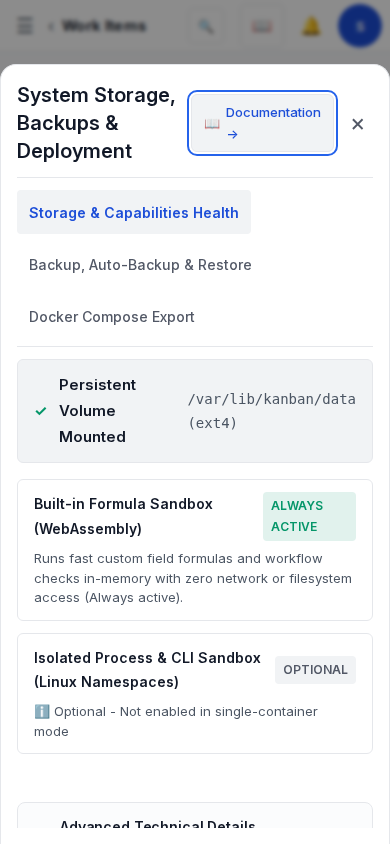 Work Items
S
System Storage,
Backups &
Deployment
Documentation
→
Storage & Capabilities Health
Backup, Auto-Backup & Restore
Docker Compose Export
✓
Persistent
Volume
Mounted
/var/lib/kanban/data
(ext4)
Built-in Formula Sandbox
(WebAssembly)
ALWAYS
ACTIVE
Runs fast custom field formulas and workflow
checks in-memory with zero network or filesystem
access (Always active).
Isolated Process & CLI Sandbox
(Linux Namespaces)
OPTIONAL
ℹ️ Optional - Not enabled in single-container
mode
Advanced Technical Details